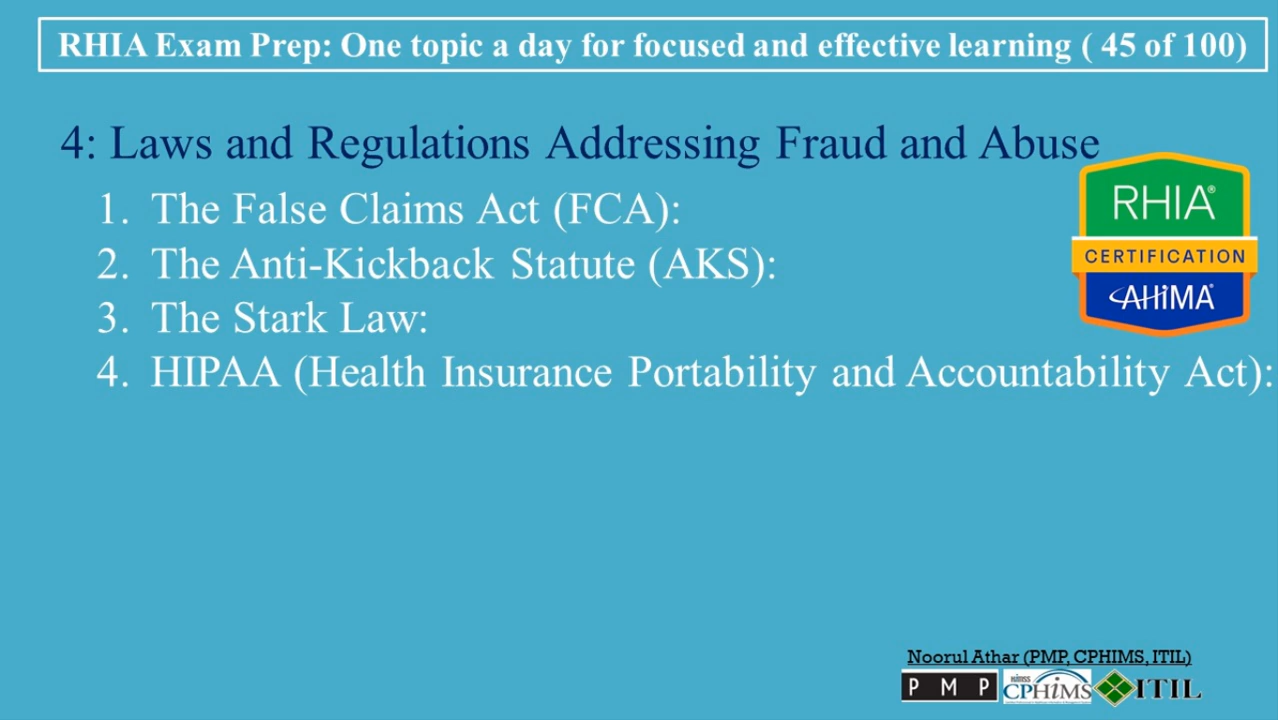 RHIA Exam Prep: One topic a day for focused and effective learning ( 45 of 100)
4: Laws and Regulations Addressing Fraud and Abuse
1. The False Claims Act (FCA):
2. The Anti-Kickback Statute (AKS):
3. The Stark Law:
4. HIPAA (Health Insurance Portability and Accountability Act):
RHIA®
CERTIFICATION
AHiMA®
Noorul Athar (PMP, CPHIMS, ITIL)
P M P
HiMSS
CPHiMS
ITIL